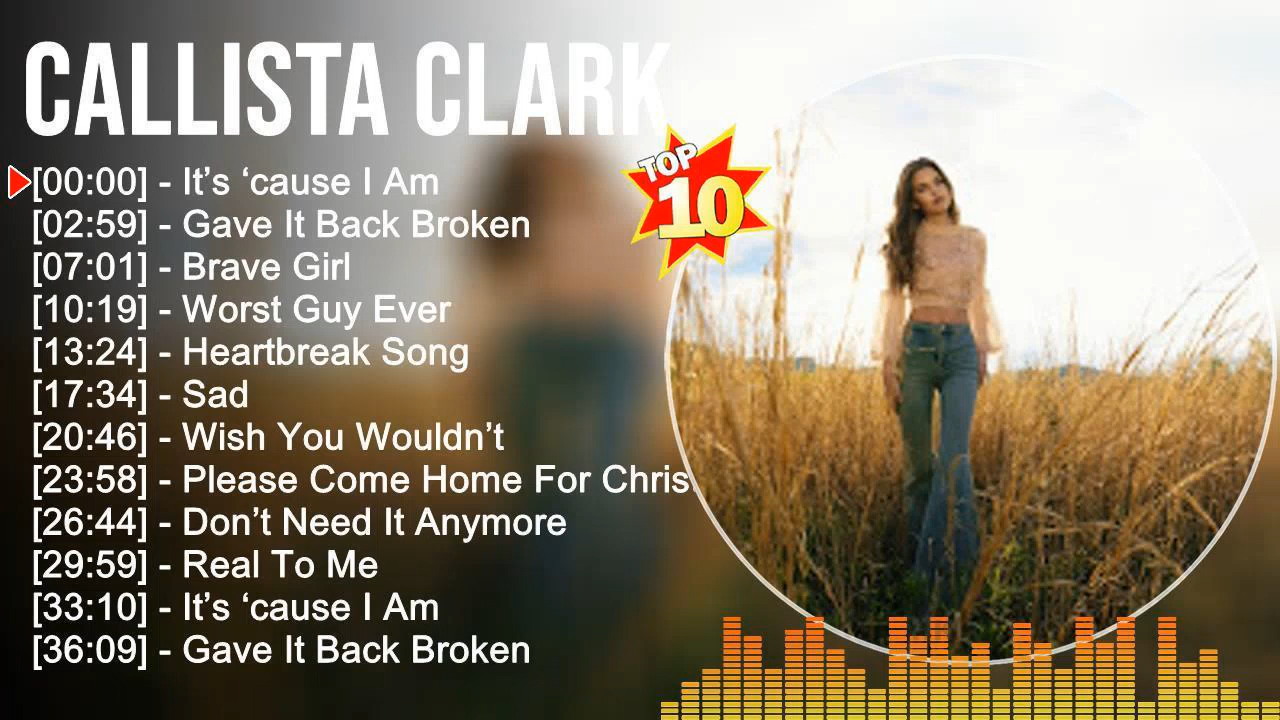 CALLISTA CLARK
TOP
10
[00:00] - It’s ‘cause I Am
[02:59] - Gave It Back Broken
[07:01] - Brave Girl
[10:19] - Worst Guy Ever
[13:24] - Heartbreak Song
[17:34] - Sad
[20:46] - Wish You Wouldn’t
[23:58] - Please Come Home For Chris
[26:44] - Don’t Need It Anymore
[29:59] - Real To Me
[33:10] - It’s ‘cause I Am
[36:09] - Gave It Back Broken